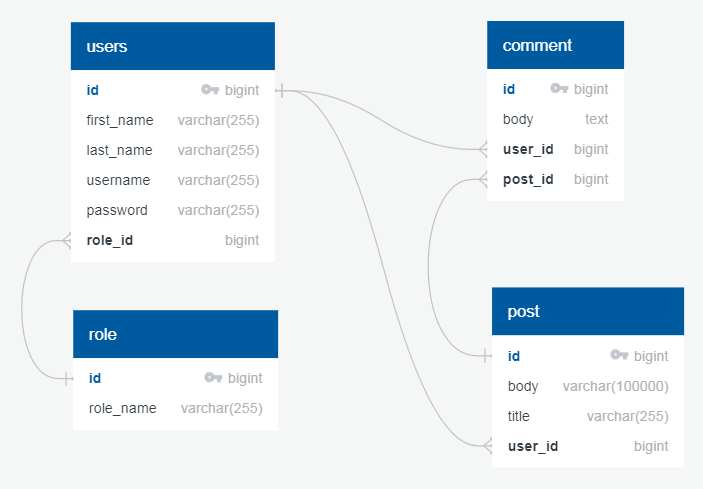 users
id bigint
first_name varchar(255)
last_name varchar(255)
username varchar(255)
password varchar(255)
role_id bigint
role
id bigint
role_name varchar(255)
comment
id bigint
body text
user_id bigint
post_id bigint
post
id bigint
body varchar(100000)
title varchar(255)
user_id bigint